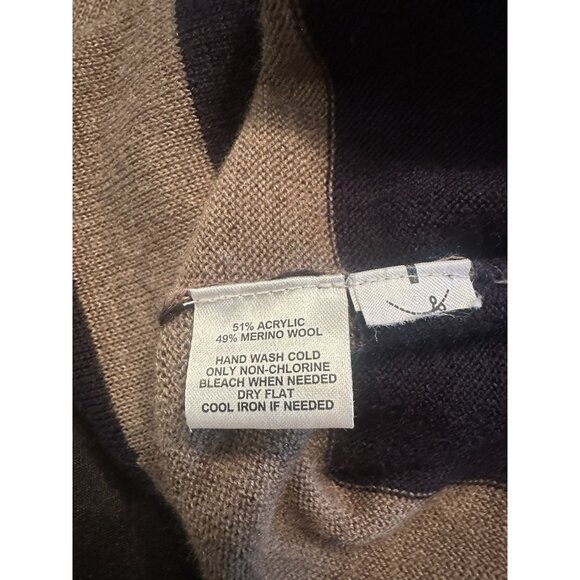 51% ACRYLIC
49% MERINO WOOL
HAND WASH COLD
ONLY NON-CHLORINE
BLEACH WHEN NEEDED
DRY FLAT
COOL IRON IF NEEDED